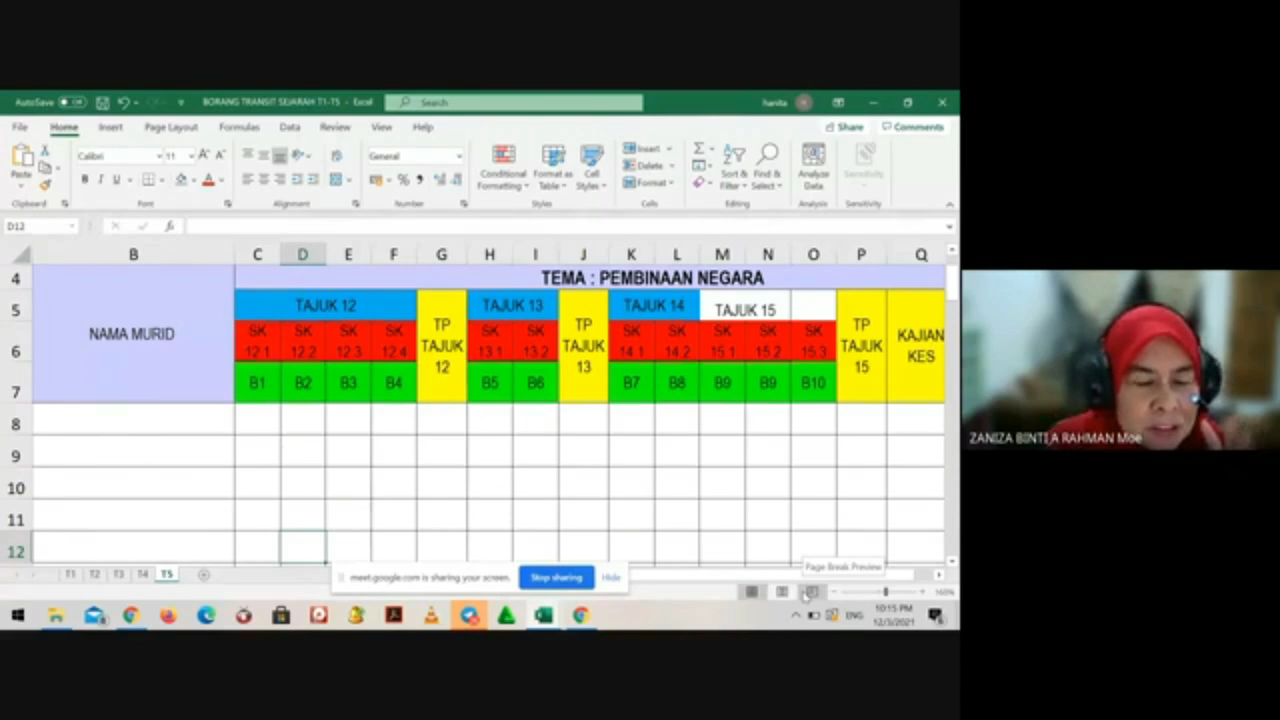 AutoSave Off BORANG TRANSIT SEJARAH T1-T5 - Excel Search hanita
File Home Insert Page Layout Formulas Data Review View Help Share Comments
Paste Calibri 11 General Conditional Formatting Format as Table Cell Styles Insert Delete Format Sort & Filter Find & Select Analyze Data Sensitivity
Clipboard Font Alignment Number Styles Cells Editing Analysis Sensitivity
D12 fx
B C D E F G H I J K L M N O P Q
4 TEMA : PEMBINAAN NEGARA
5 NAMA MURID TAJUK 12 TP TAJUK 12 TAJUK 13 TP TAJUK 13 TAJUK 14 TAJUK 15 TP TAJUK 15 KAJIAN KES
6 SK 12.1 SK 12.2 SK 12.3 SK 12.4 SK 13.1 SK 13.2 SK 14.1 SK 14.2 SK 15.1 SK 15.2 SK 15.3
7 B1 B2 B3 B4 B5 B6 B7 B8 B9 B9 B10
8
9
10
11
12
Page Break Preview
T1 T2 T3 T4 T5
meet.google.com is sharing your screen. Stop sharing Hide
160%
ENG 10:15 PM
12/3/2021
ZANIZA BINTI A RAHMAN Moe